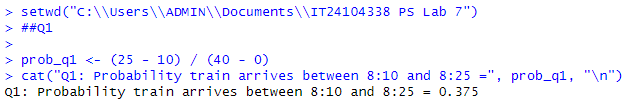 > setwd("C:\\Users\\ADMIN\\Documents\\IT24104338 PS Lab 7")
> ##Q1
>
> prob_q1 <- (25 - 10) / (40 - 0)
> cat("Q1: Probability train arrives between 8:10 and 8:25 =", prob_q1, "\n")
Q1: Probability train arrives between 8:10 and 8:25 = 0.375